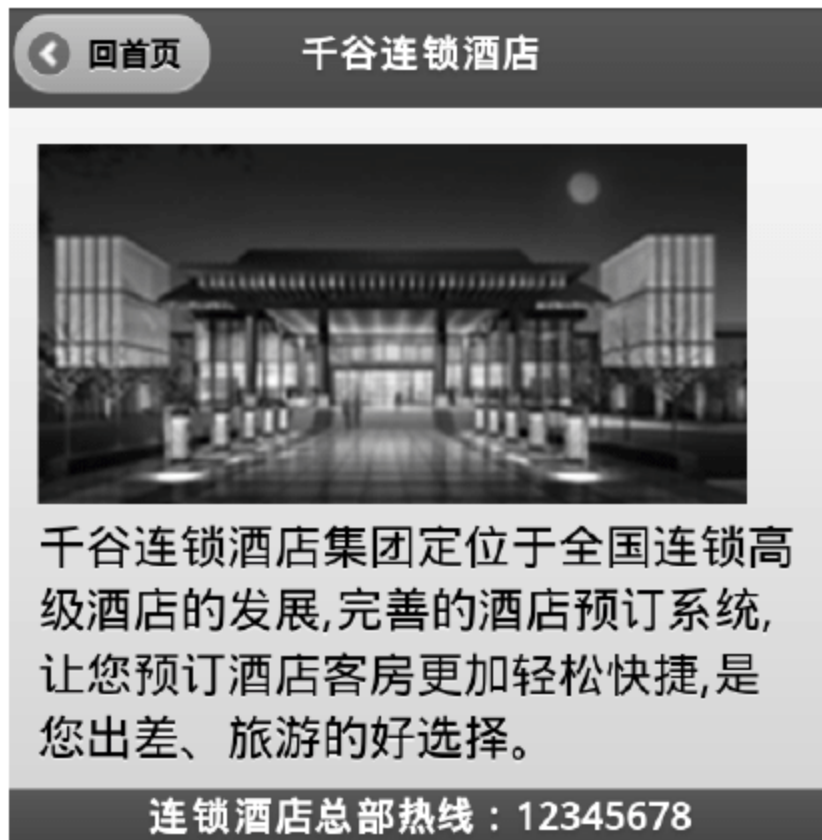 回首页
千谷连锁酒店
千谷连锁酒店集团定位于全国连锁高
级酒店的发展,完善的酒店预订系统,
让您预订酒店客房更加轻松快捷,是
您出差、旅游的好选择。
连锁酒店总部热线：12345678